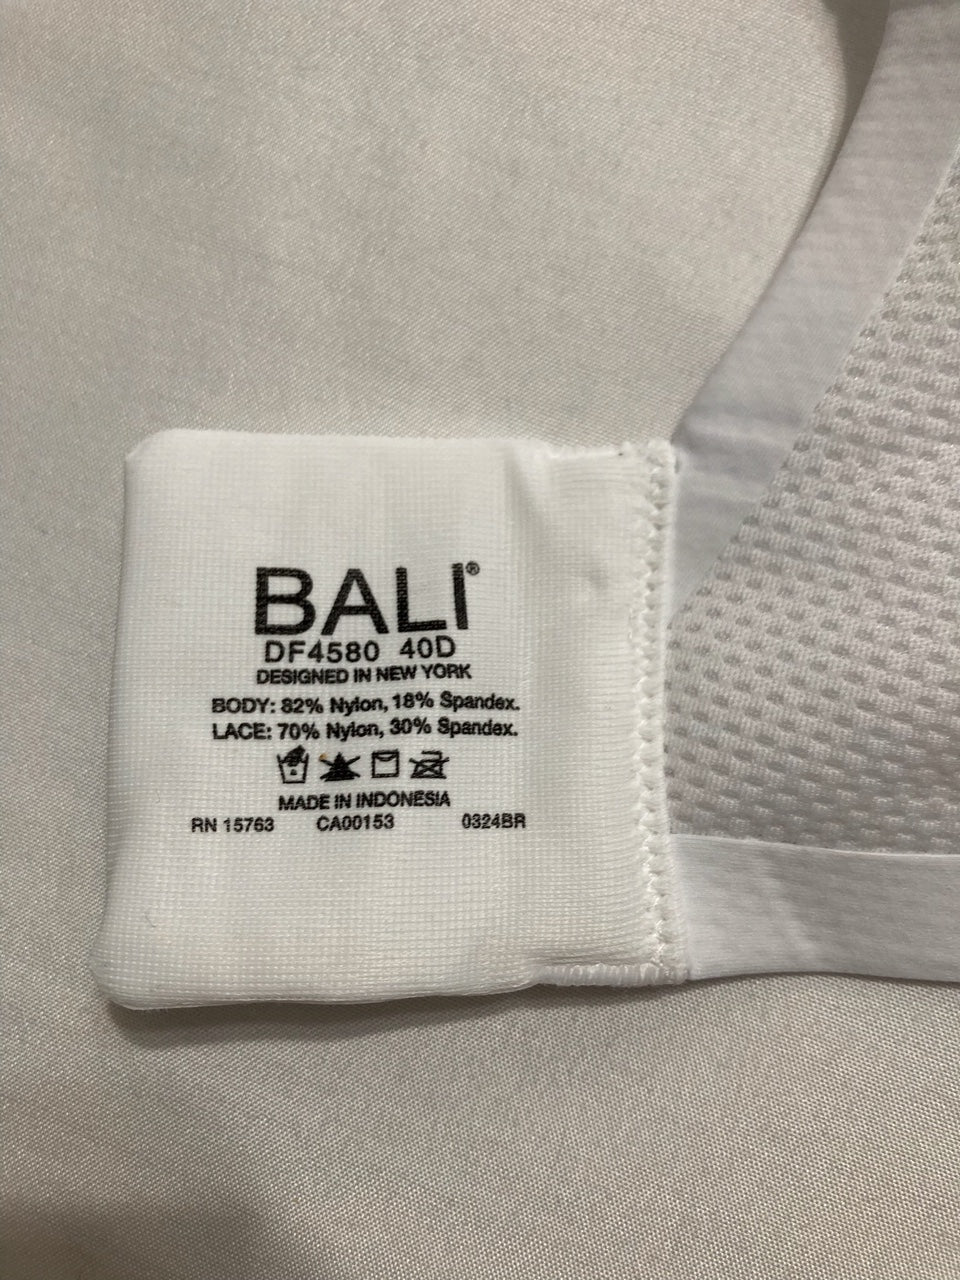 BALI®
DF4580 40D
DESIGNED IN NEW YORK
BODY: 82% Nylon, 18% Spandex.
LACE: 70% Nylon, 30% Spandex.
MADE IN INDONESIA
RN 15763 CA00153 0324BR